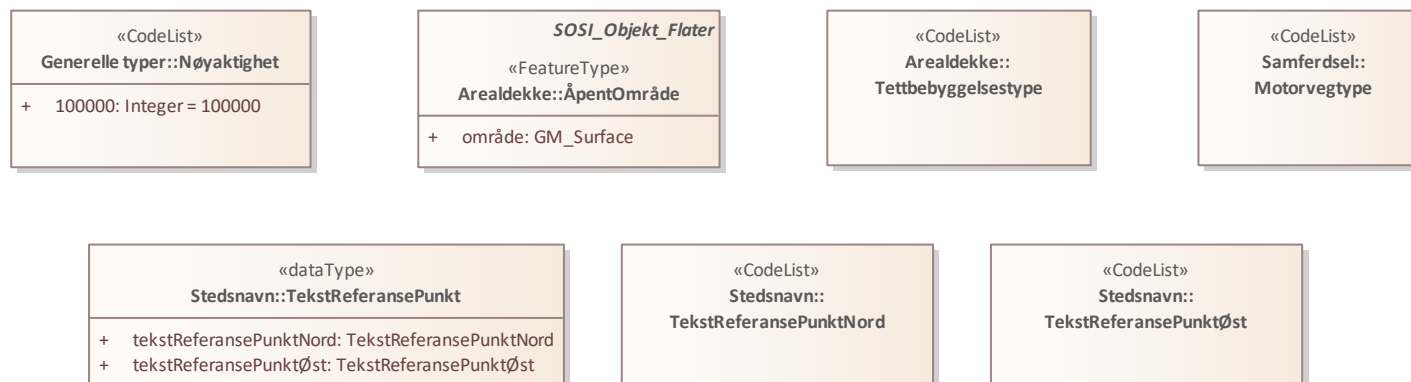 «CodeList»
Generelle typer::Nøyaktighet
+ 100000: Integer = 100000
SOSI_Objekt_Flater
«FeatureType»
Arealdekke::ÅpentOmråde
+ område: GM_Surface
«CodeList»
Arealdekke::
Tettbebyggelsestype
«CodeList»
Samferdsel::
Motorvegtype
«dataType»
Stedsnavn::TekstReferansePunkt
+ tekstReferansePunktNord: TekstReferansePunktNord
+ tekstReferansePunktØst: TekstReferansePunktØst
«CodeList»
Stedsnavn::
TekstReferansePunktNord
«CodeList»
Stedsnavn::
TekstReferansePunktØst